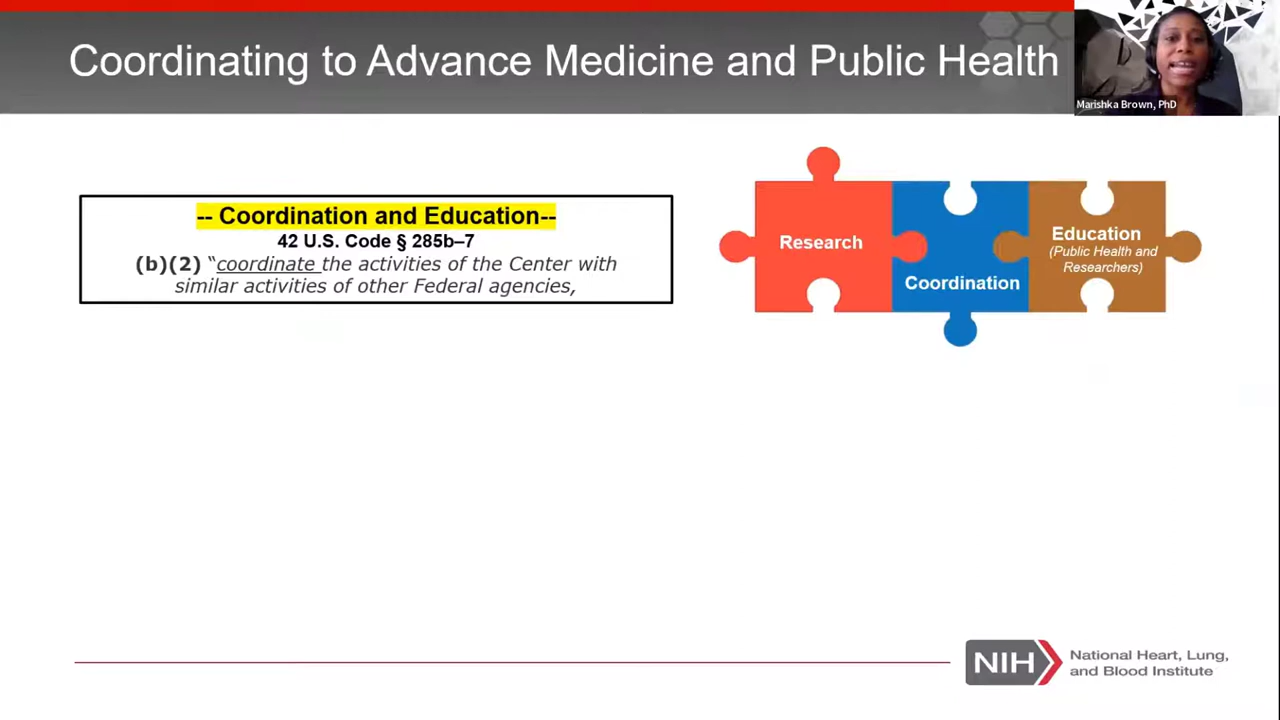 Coordinating to Advance Medicine and Public Health
Marishka Brown, PhD
-- Coordination and Education--
42 U.S. Code § 285b–7
(b)(2) “coordinate the activities of the Center with
similar activities of other Federal agencies,
Research
Coordination
Education
(Public Health and
Researchers)
NIH
National Heart, Lung,
and Blood Institute